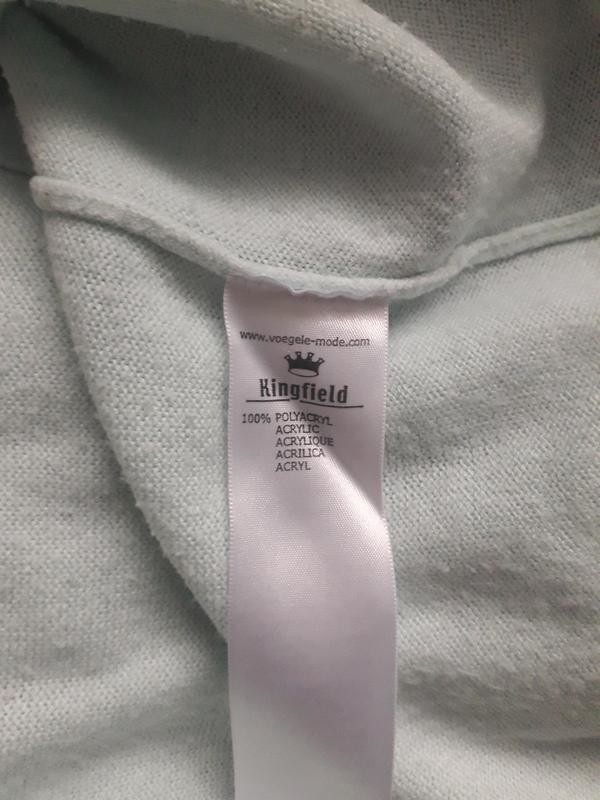 www.voegele-mode.com
Kingfield
100% POLYACRYL
ACRYLIC
ACRYLIQUE
ACRILICA
ACRYL